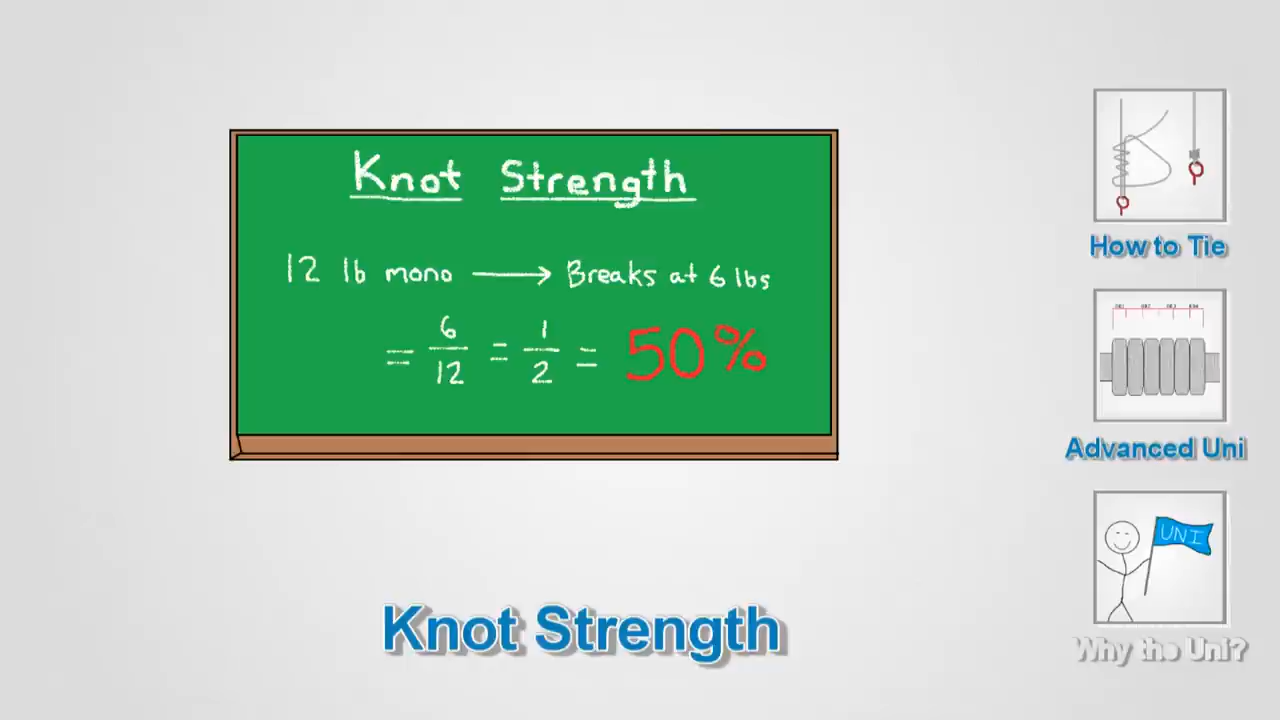 Knot Strength
12 lb mono → Breaks at 6 lbs
= 6/12 = 1/2 = 50%
Knot Strength
How to Tie
Advanced Uni
UNI
Why the Uni?